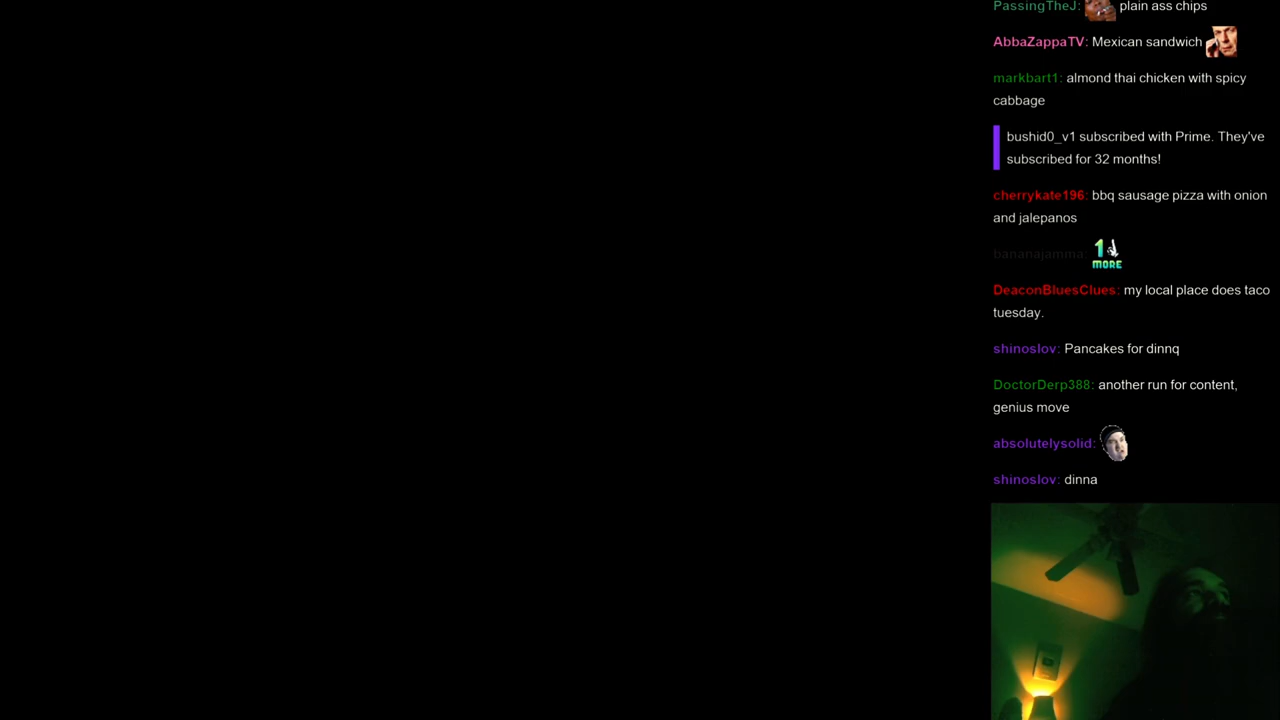 PassingTheJ: plain ass chips
AbbaZappaTV: Mexican sandwich
markbart1: almond thai chicken with spicy
cabbage
bushid0_v1 subscribed with Prime. They've
subscribed for 32 months!
cherrykate196: bbq sausage pizza with onion
and jalepanos
bananajamma: 1 MORE
DeaconBluesClues: my local place does taco
tuesday.
shinoslov: Pancakes for dinnq
DoctorDerp388: another run for content,
genius move
absolutelysolid:
shinoslov: dinna